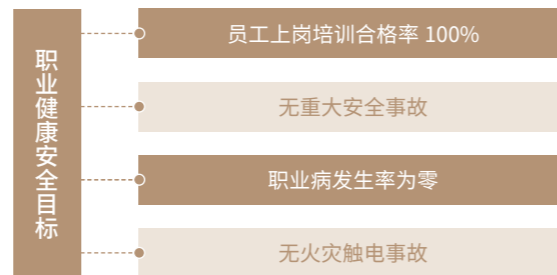 职业健康安全目标
员工上岗培训合格率 100%
无重大安全事故
职业病发生率为零
无火灾触电事故